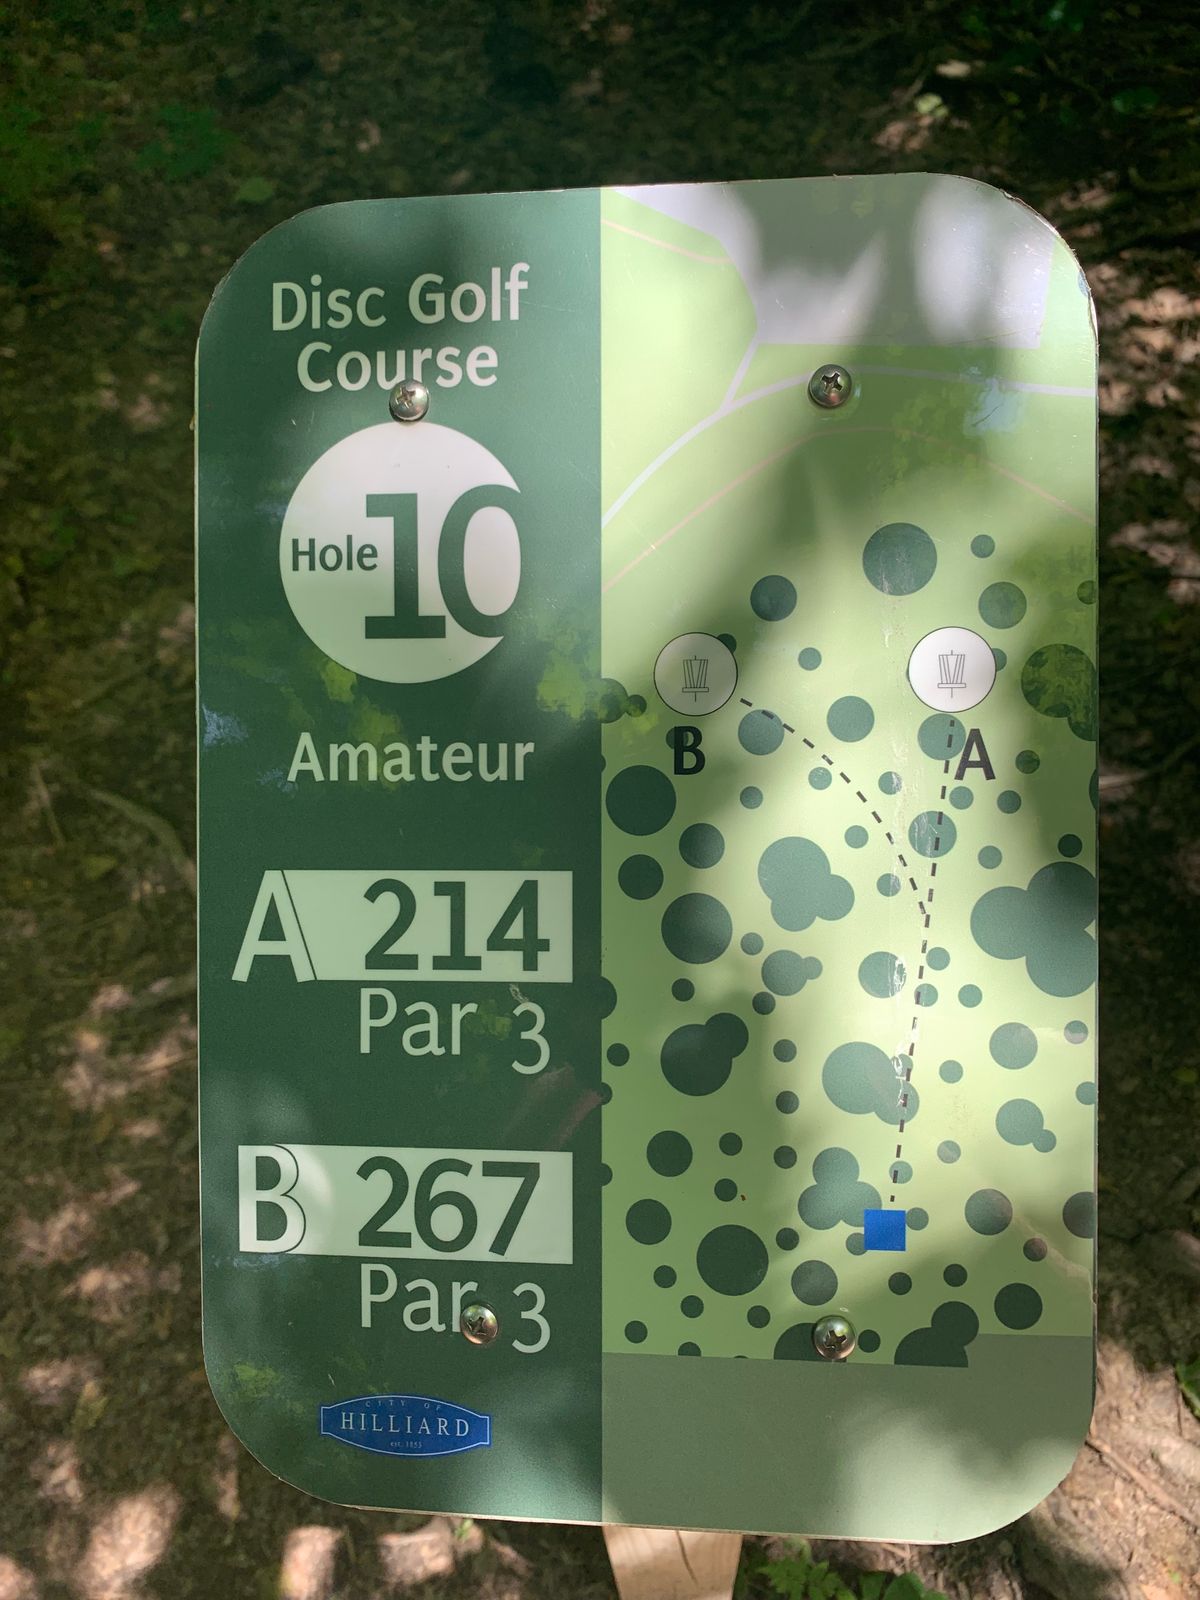 Disc Golf
Course
Hole 10
Amateur
A 214
Par 3
B 267
Par 3
CITY OF
HILLIARD
est. 1853
B
A